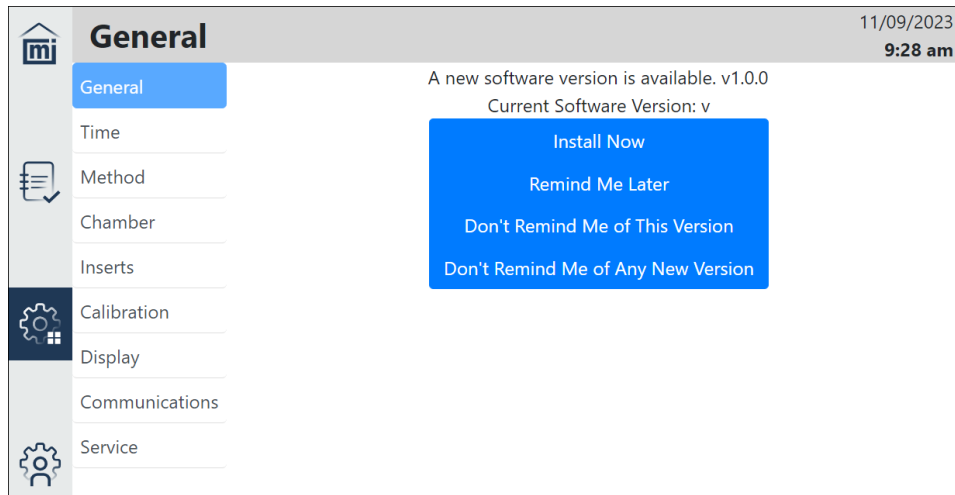 mi
General
11/09/2023
9:28 am
General
Time
Method
Chamber
Inserts
Calibration
Display
Communications
Service
A new software version is available. v1.0.0
Current Software Version: v
Install Now
Remind Me Later
Don't Remind Me of This Version
Don't Remind Me of Any New Version